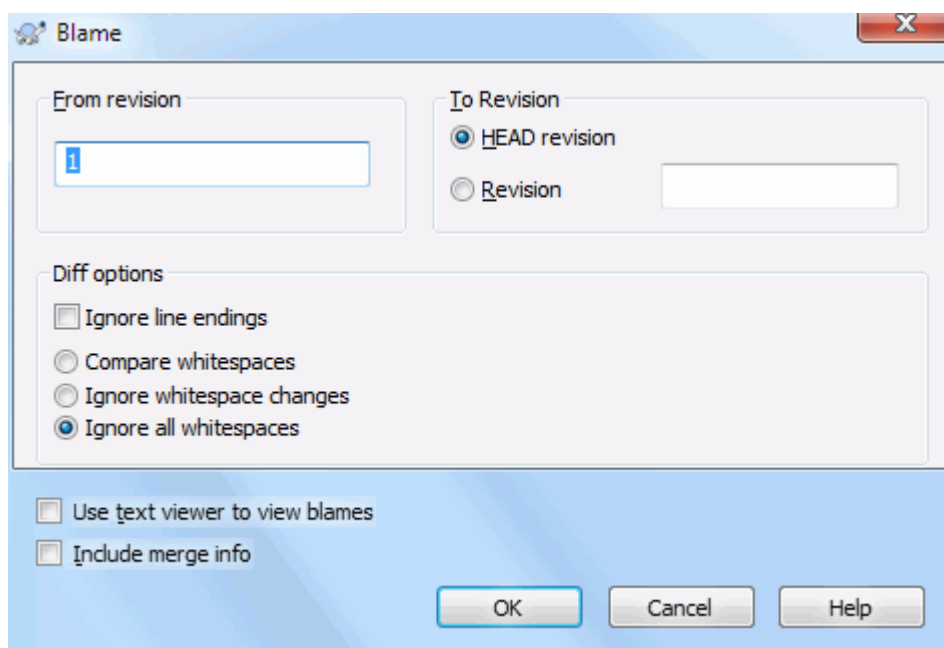 Blame
From revision
1
To Revision
HEAD revision
Revision
Diff options
Ignore line endings
Compare whitespaces
Ignore whitespace changes
Ignore all whitespaces
Use text viewer to view blames
Include merge info
OK Cancel Help